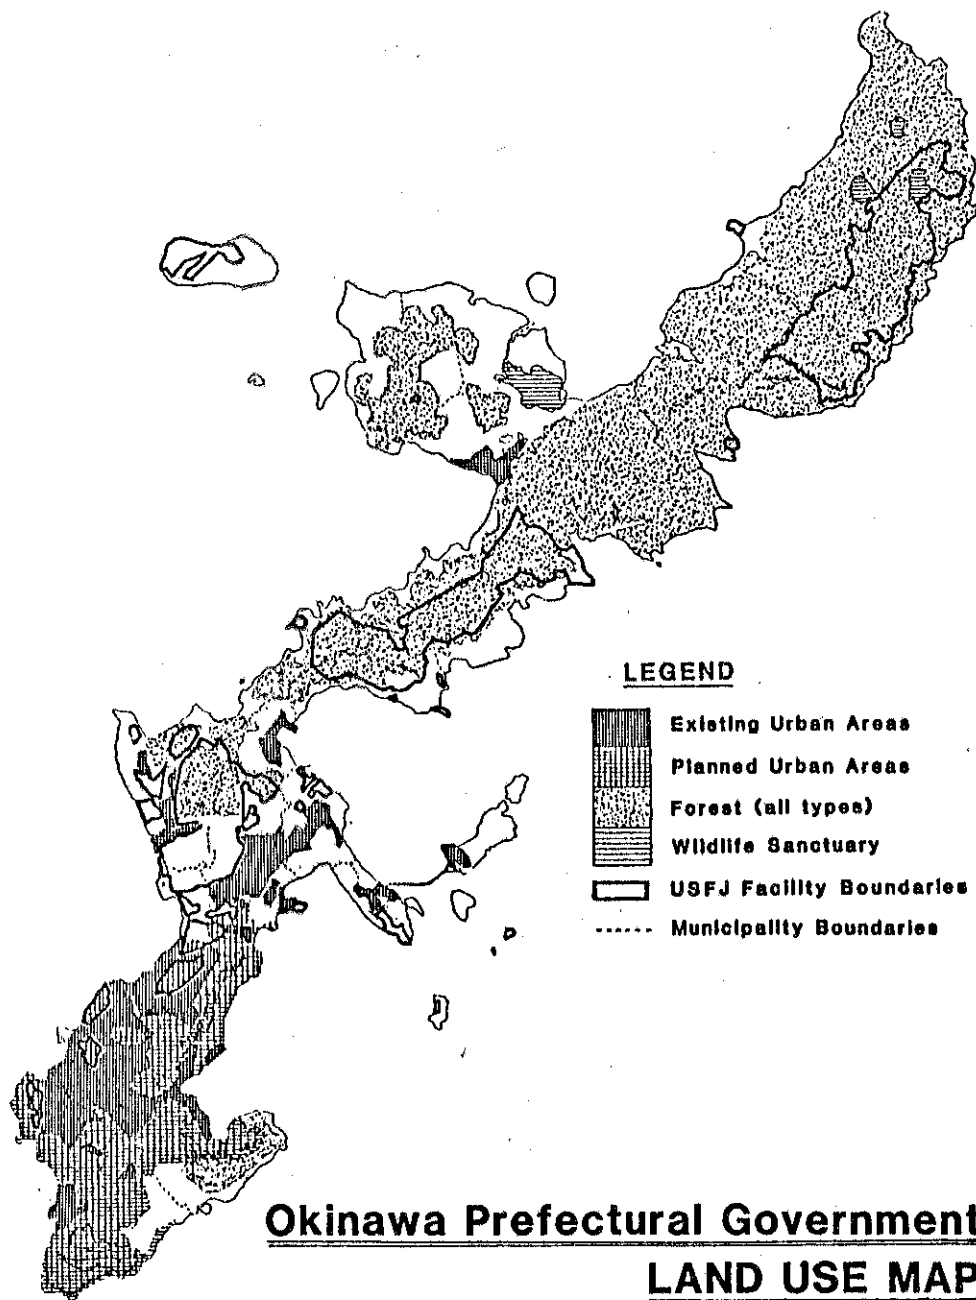 LEGEND
Existing Urban Areas
Planned Urban Areas
Forest (all types)
Wildlife Sanctuary
USFJ Facility Boundaries
Municipality Boundaries
Okinawa Prefectural Government
LAND USE MAP